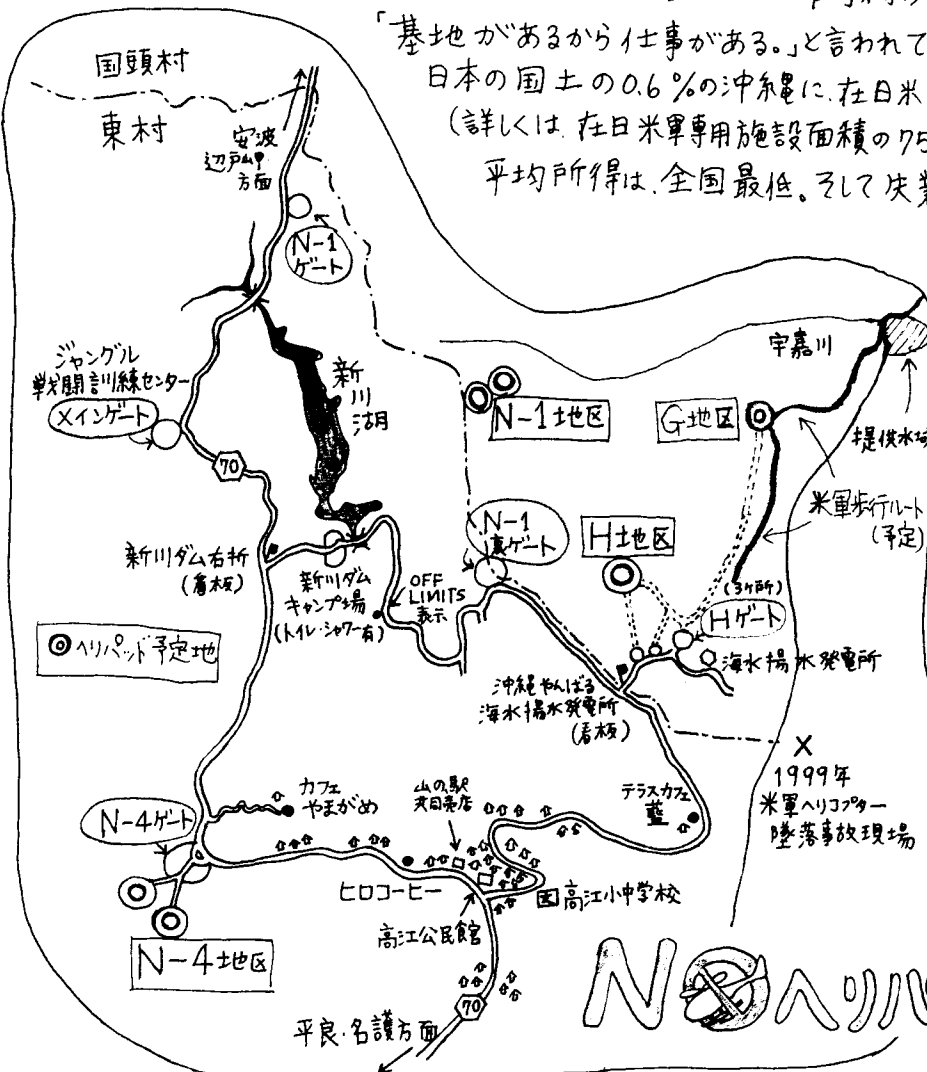 「基地があるから仕事がある。」と言われて
日本の国土の0.6%の沖縄に、在日米
(詳しくは、在日米軍専用施設面積の75
平均所得は、全国最低。そして失業
国頭村
東村
安波
辺戸岬
方面
N-1
ゲート
ジャングル
戦闘訓練センター
メインゲート
70
新
川
湖
N-1地区
G地区
宇嘉川
提供水域
米軍歩行ルート
(予定)
新川ダム右折
(看板)
新川ダム
キャンプ場
(トイレ・シャワー有)
OFF
LIMITS
表示
N-1
裏ゲート
H地区
(3ヶ所)
Hゲート
海水揚水発電所
◎ヘリパッド予定地
沖縄やんばる
海水揚水発電所
(看板)
X
1999年
米軍ヘリコプター
墜落事故現場
カフェ
やまがめ
山の駅
共同売店
テラスカフェ
藍
N-4ゲート
ヒロコーヒー
文高江小中学校
高江公民館
N-4地区
70
平良・名護方面
NOヘリパ